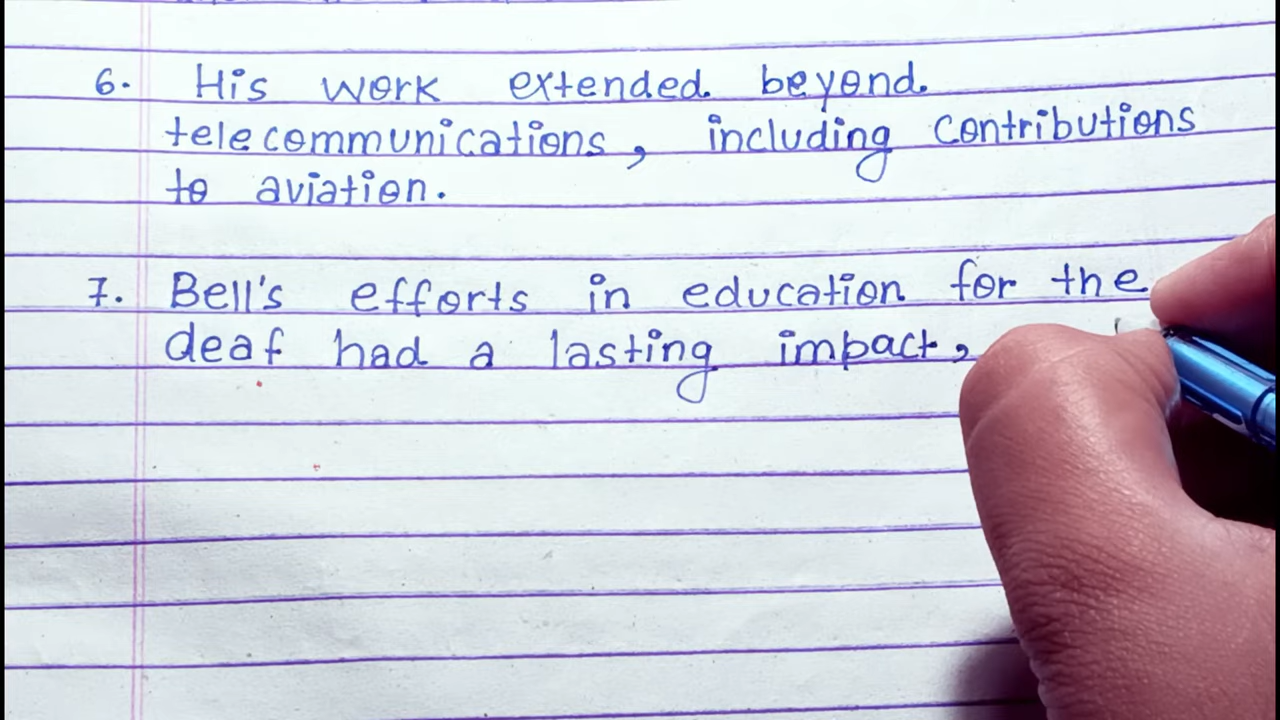 6. His work extended beyond
telecommunications, including contributions
to aviation.
7. Bell's efforts in education for the
deaf had a lasting impact,